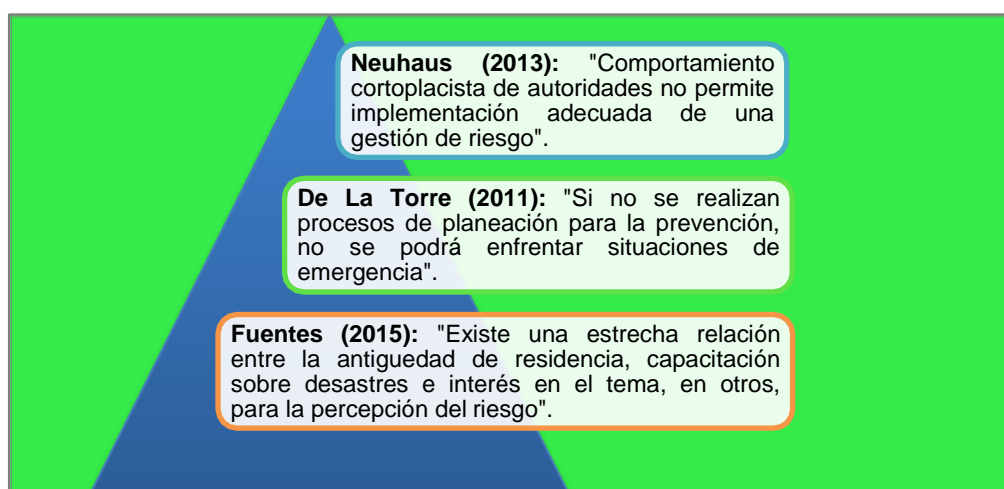 Neuhaus (2013): "Comportamiento
cortoplacista de autoridades no permite
implementación adecuada de una
gestión de riesgo".
De La Torre (2011): "Si no se realizan
procesos de planeación para la prevención,
no se podrá enfrentar situaciones de
emergencia".
Fuentes (2015): "Existe una estrecha relación
entre la antiguedad de residencia, capacitación
sobre desastres e interés en el tema, en otros,
para la percepción del riesgo".